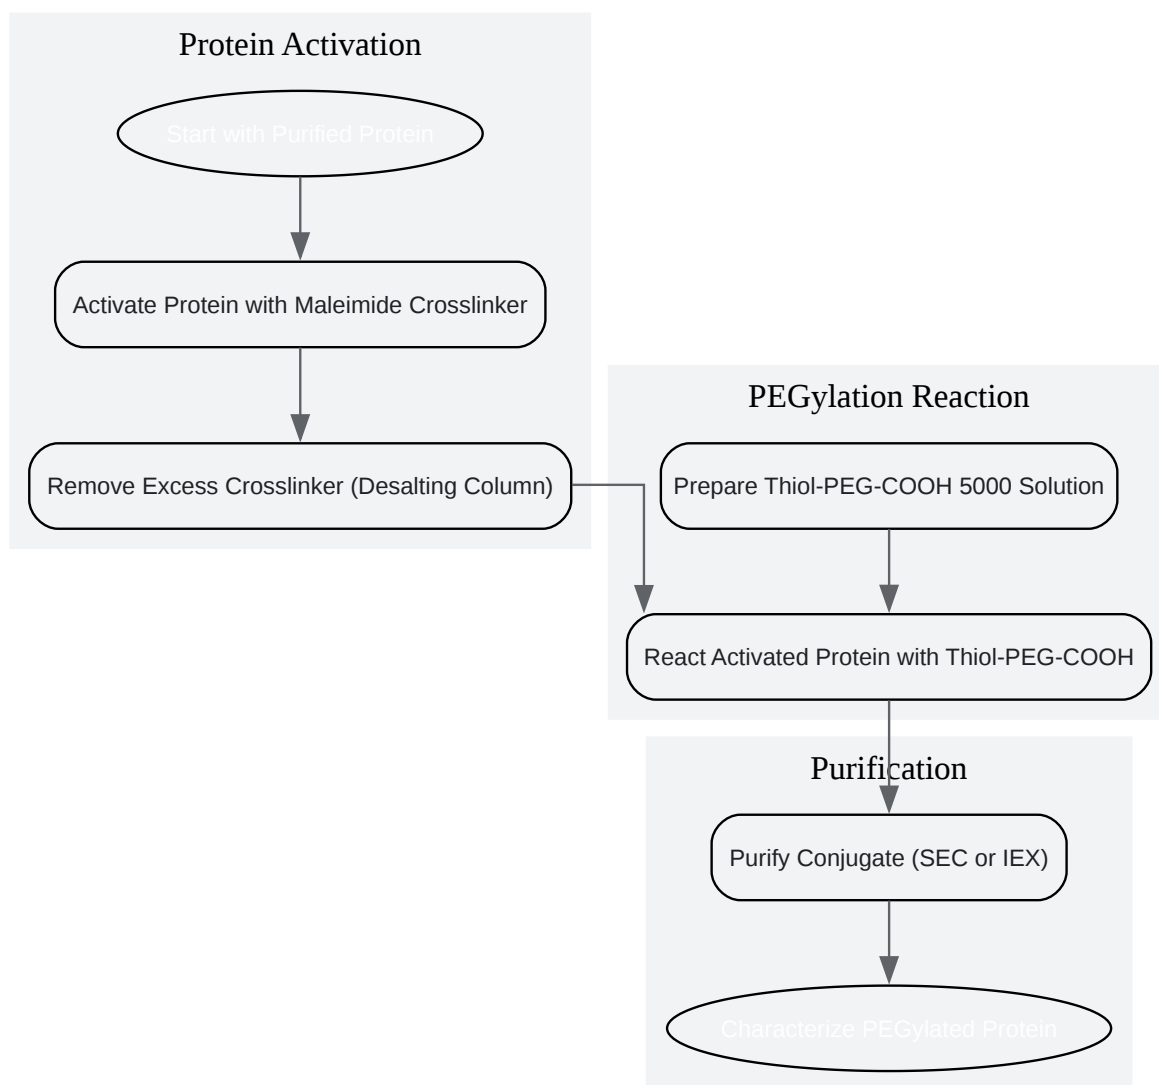 Protein Activation
Start with Purified Protein
Activate Protein with Maleimide Crosslinker
Remove Excess Crosslinker (Desalting Column)
PEGylation Reaction
Prepare Thiol-PEG-COOH 5000 Solution
React Activated Protein with Thiol-PEG-COOH
Purification
Purify Conjugate (SEC or IEX)
Characterize PEGylated Protein